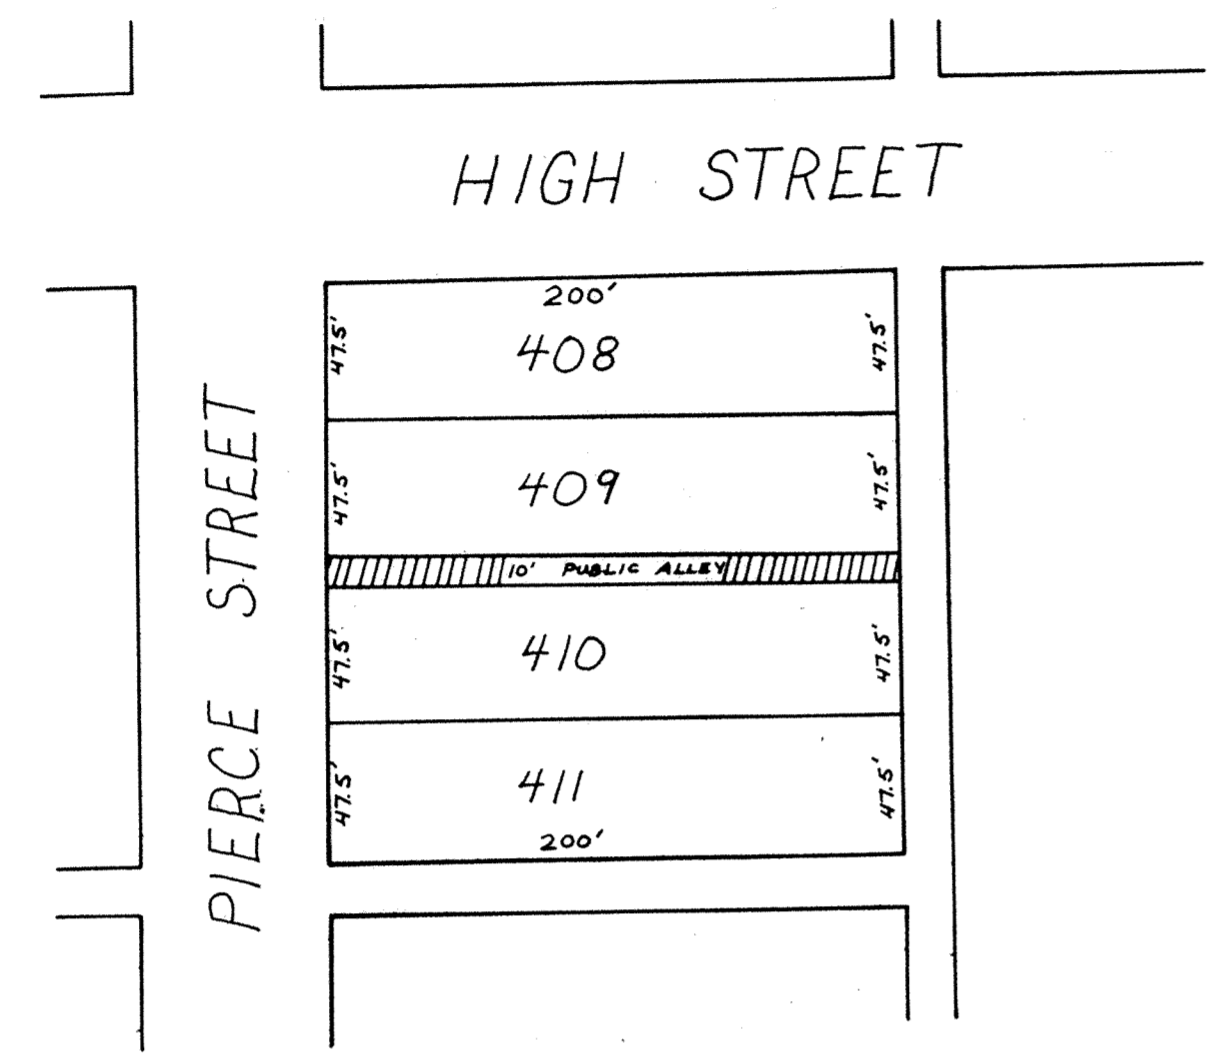 HIGH STREET
200'
47.5' 408 47.5'
PIERCE STREET
47.5' 409 47.5'
10' PUBLIC ALLEY
47.5' 410 47.5'
47.5' 411 47.5'
200'